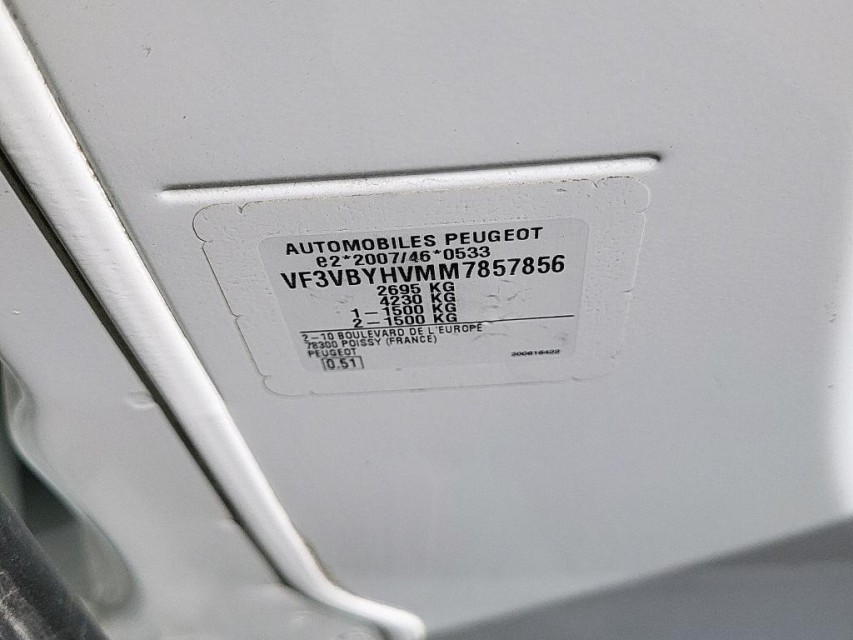 AUTOMOBILES PEUGEOT
e2*2007/46*0533
VF3VBYHVMM7857856
2695 KG
4230 KG
1-1500 KG
2-1500 KG
2-10 BOULEVARD DE L'EUROPE
78300 POISSY (FRANCE)
PEUGEOT
0.51